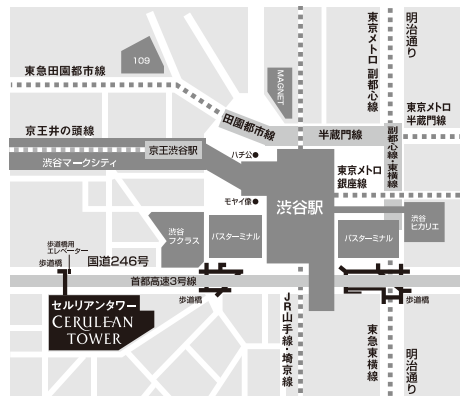 東京メトロ 副都心線
明治通り
109
東急田園都市線
MAGNET
東京メトロ
半蔵門線
田園都市線
半蔵門線
副都心線・東横線
京王井の頭線
京王渋谷駅
ハチ公
渋谷マークシティ
東京メトロ
銀座線
モヤイ像
渋谷駅
渋谷
ヒカリエ
渋谷
フクラス
バスターミナル
バスターミナル
歩道橋用
エレベーター
歩道橋
国道246号
首都高速3号線
歩道橋
歩道橋
セルリアンタワー
CERULEAN
TOWER
JR山手線・埼京線
東急東横線
明治通り